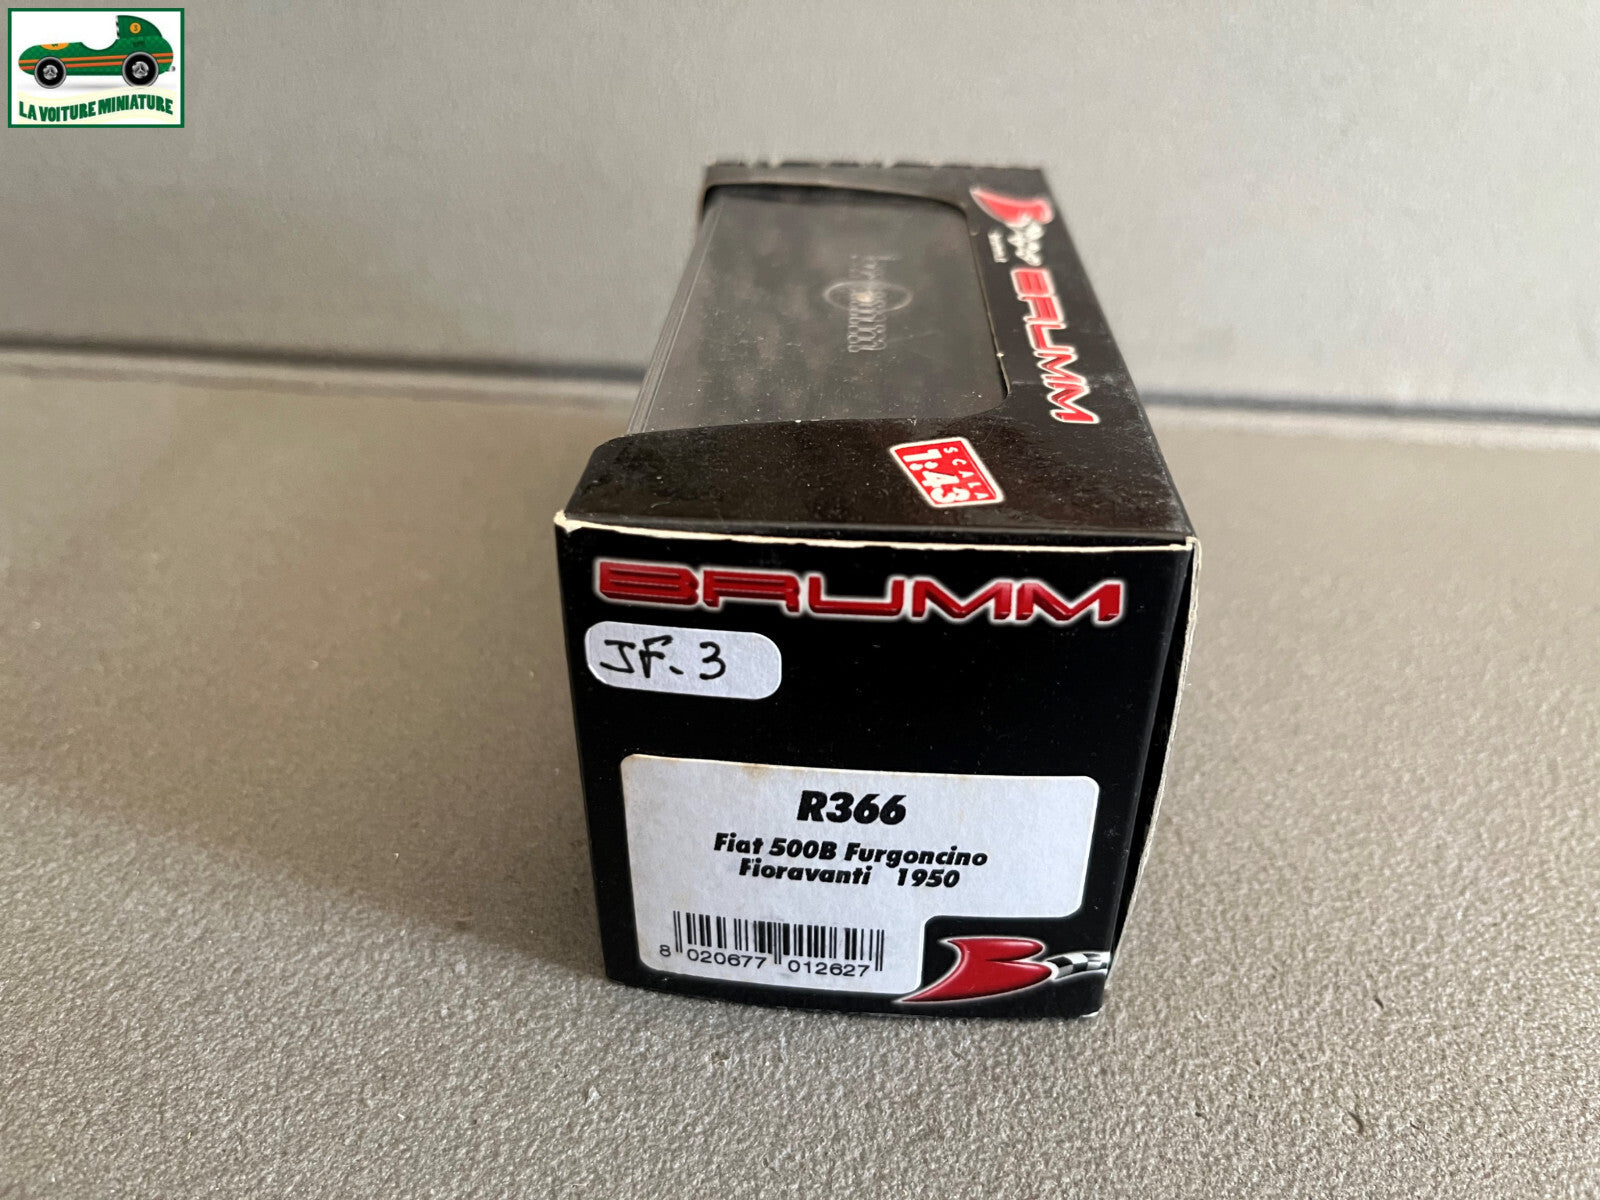 LA VOITURE MINIATURE
BRUMM
SCALA
1:43
BRUMM
JF. 3
R366
Fiat 500B Furgoncino
Fioravanti 1950
8 020677 012627